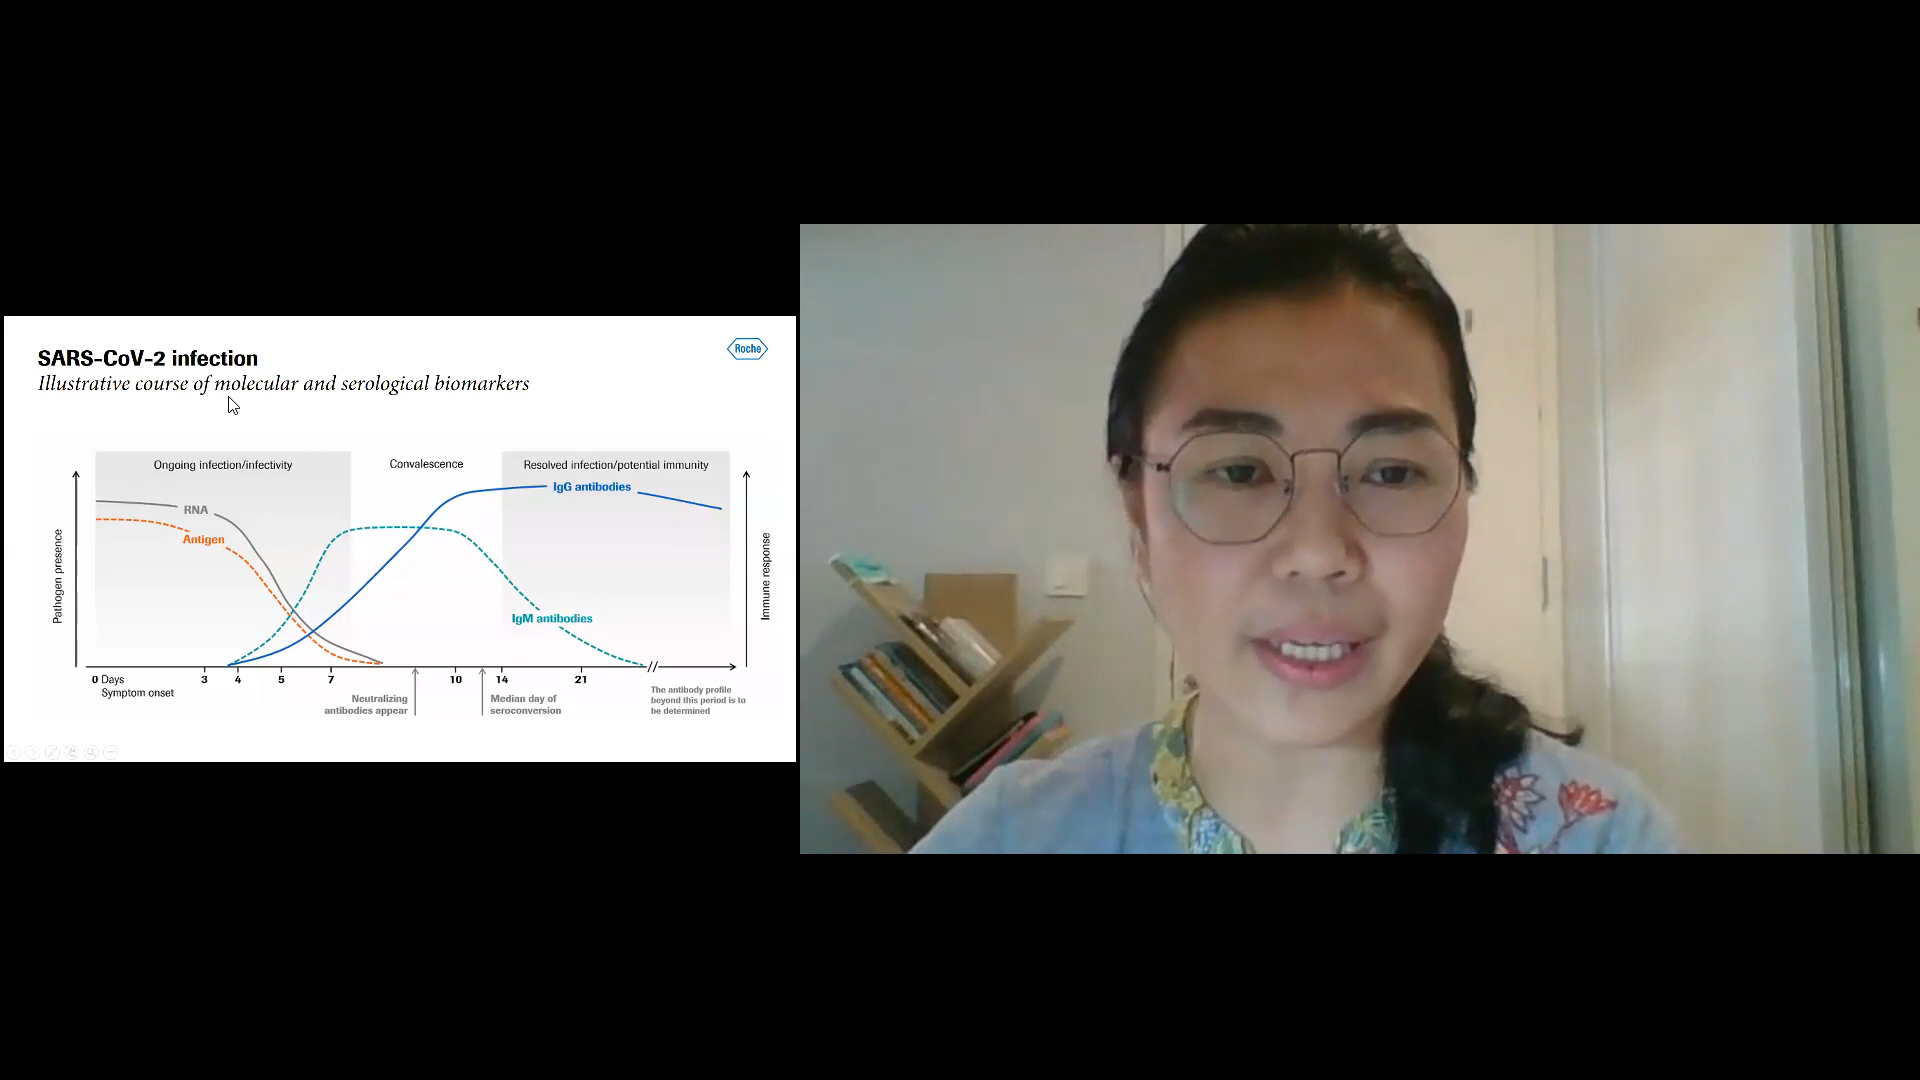 SARS-CoV-2 infection
Roche
Illustrative course of molecular and serological biomarkers
Ongoing infection/infectivity
Convalescence
Resolved infection/potential immunity
IgG antibodies
RNA
Antigen
Pathogen presence
Immune response
IgM antibodies
0 Days
3
4
5
7
10
14
21
Symptom onset
Neutralizing
antibodies appear
Median day of
seroconversion
The antibody profile
beyond this period is to
be determined